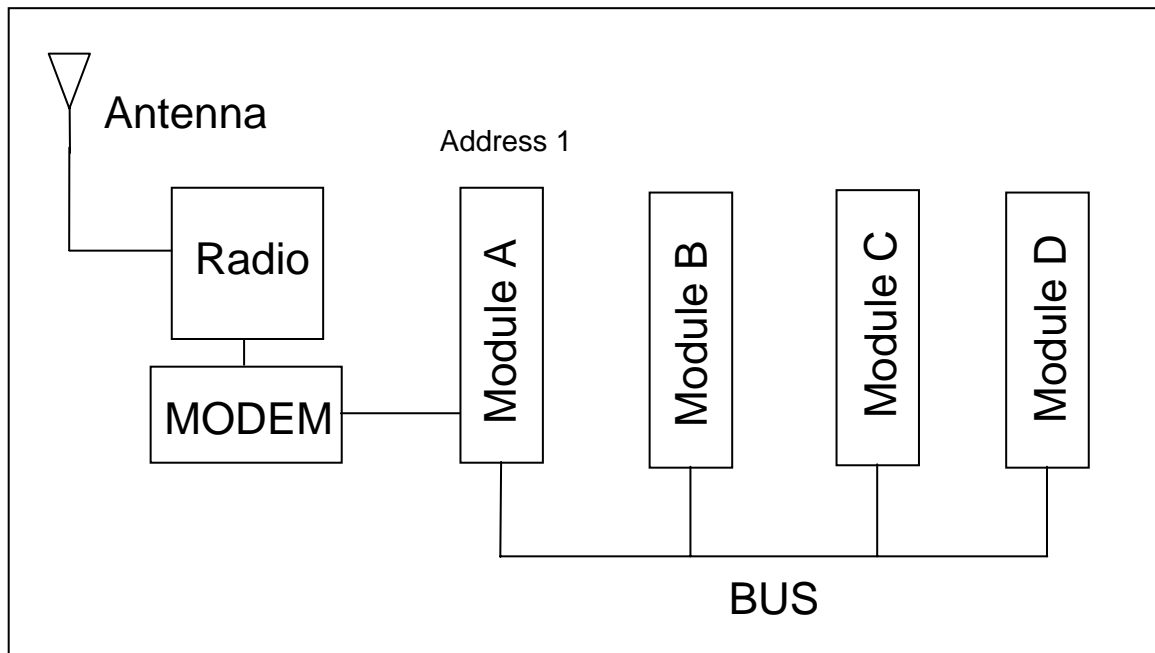 Antenna
Address 1
Radio
Module A
Module B
Module C
Module D
MODEM
BUS